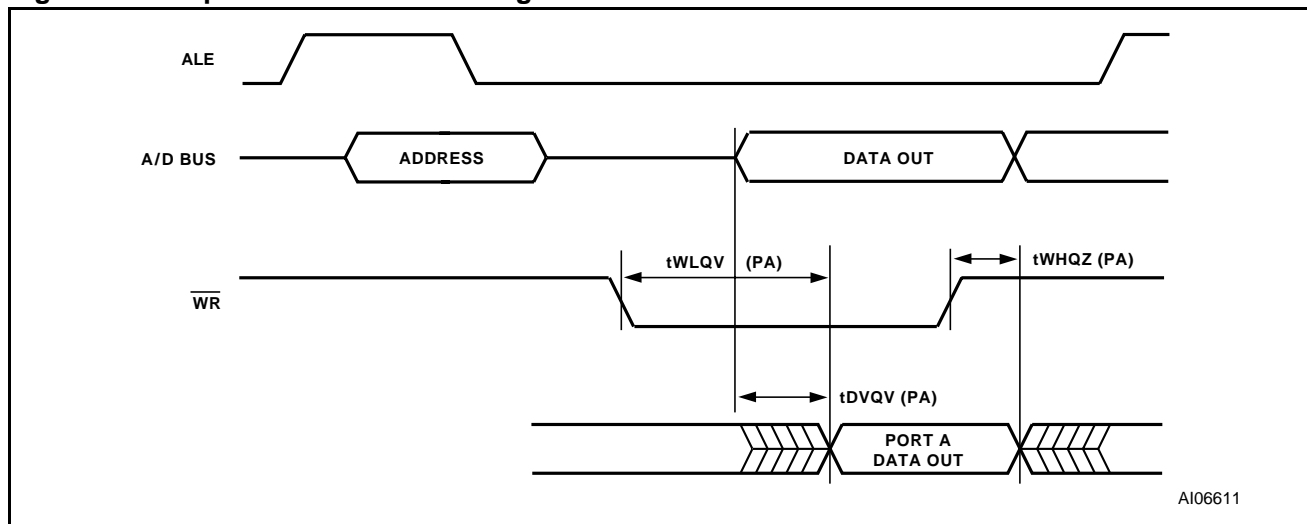 ALE
A/D BUS
ADDRESS
DATA OUT
tWLQV (PA)
tWHQZ (PA)
WR
tDVQV (PA)
PORT A
DATA OUT
AI06611